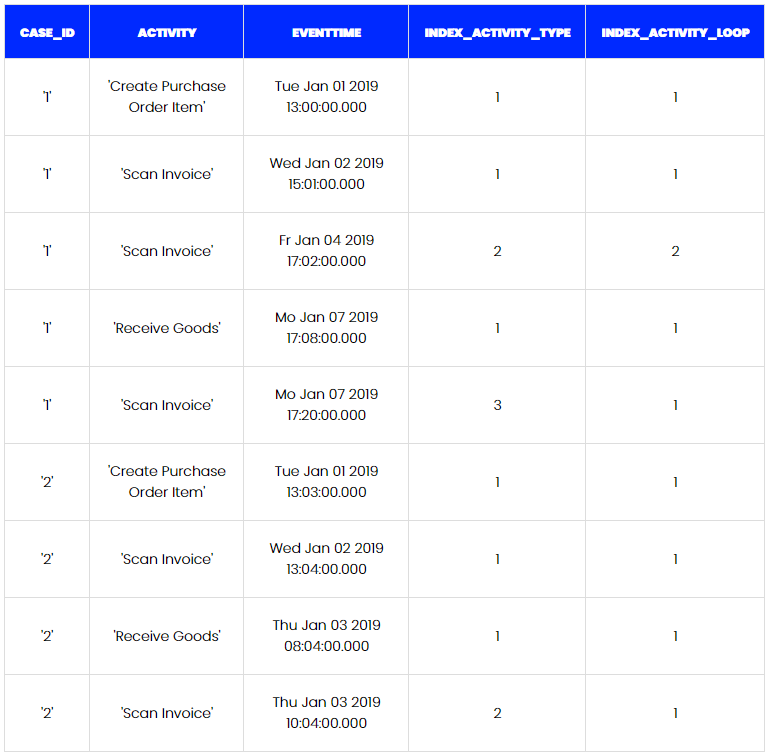 CASE_ID ACTIVITY EVENTTIME INDEX_ACTIVITY_TYPE INDEX_ACTIVITY_LOOP
'1' 'Create Purchase Order Item' Tue Jan 01 2019 13:00:00.000 1 1
'1' 'Scan Invoice' Wed Jan 02 2019 15:01:00.000 1 1
'1' 'Scan Invoice' Fr Jan 04 2019 17:02:00.000 2 2
'1' 'Receive Goods' Mo Jan 07 2019 17:08:00.000 1 1
'1' 'Scan Invoice' Mo Jan 07 2019 17:20:00.000 3 1
'2' 'Create Purchase Order Item' Tue Jan 01 2019 13:03:00.000 1 1
'2' 'Scan Invoice' Wed Jan 02 2019 13:04:00.000 1 1
'2' 'Receive Goods' Thu Jan 03 2019 08:04:00.000 1 1
'2' 'Scan Invoice' Thu Jan 03 2019 10:04:00.000 2 1